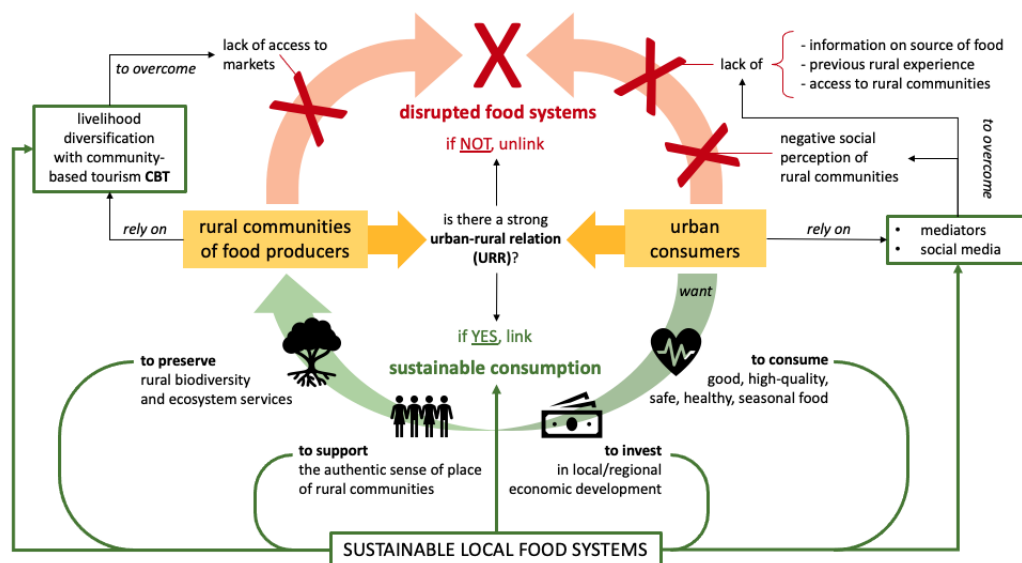 lack of access to
markets
to overcome
livelihood
diversification
with community-
based tourism CBT
rely on
rural communities
of food producers
disrupted food systems
if NOT, unlink
is there a strong
urban-rural relation
(URR)?
if YES, link
sustainable consumption
lack of
- information on source of food
- previous rural experience
- access to rural communities
negative social
perception of
rural communities
to overcome
urban
consumers
rely on
• mediators
• social media
want
to preserve
rural biodiversity
and ecosystem services
to support
the authentic sense of place
of rural communities
to consume
good, high-quality,
safe, healthy, seasonal food
to invest
in local/regional
economic development
SUSTAINABLE LOCAL FOOD SYSTEMS